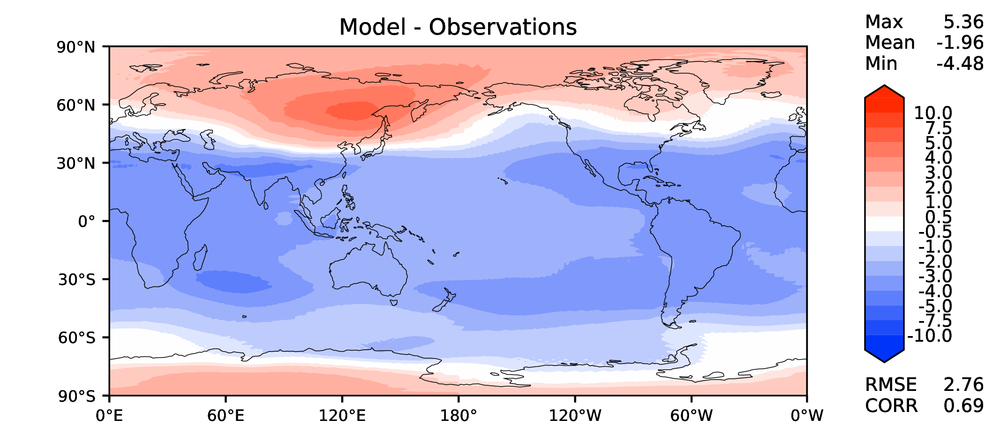 Model - Observations
Max 5.36
Mean -1.96
Min -4.48
90°N
60°N
30°N
0°
30°S
60°S
90°S
0°E 60°E 120°E 180° 120°W 60°W 0°W
10.0
7.5
5.0
4.0
3.0
2.0
1.0
0.5
-0.5
-1.0
-2.0
-3.0
-4.0
-5.0
-7.5
-10.0
RMSE 2.76
CORR 0.69